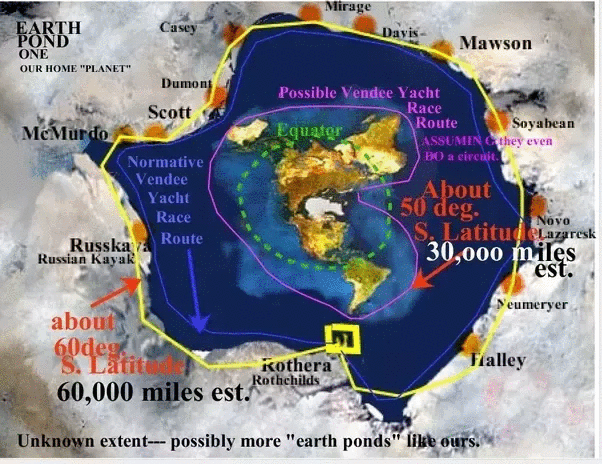 EARTH
POND
ONE
OUR HOME "PLANET"
Casey
Mirage
Davis
Mawson
Dumont
Scott
McMurdo
Possible Vendee Yacht
Race
Route
ASSUMIN G they even
DO a circuit.
Soyabean
Equator
Normative
Vendee
Yacht
Race
Route
About
50 deg.
S. Latitude
30,000 miles
est.
Novo
Lazaresk
Russkaya
Russian Kayak
Neumeryer
about
60deg
S. Latitude
60,000 miles est.
Rothera
Rothchilds
Halley
Unknown extent--- possibly more "earth ponds" like ours.